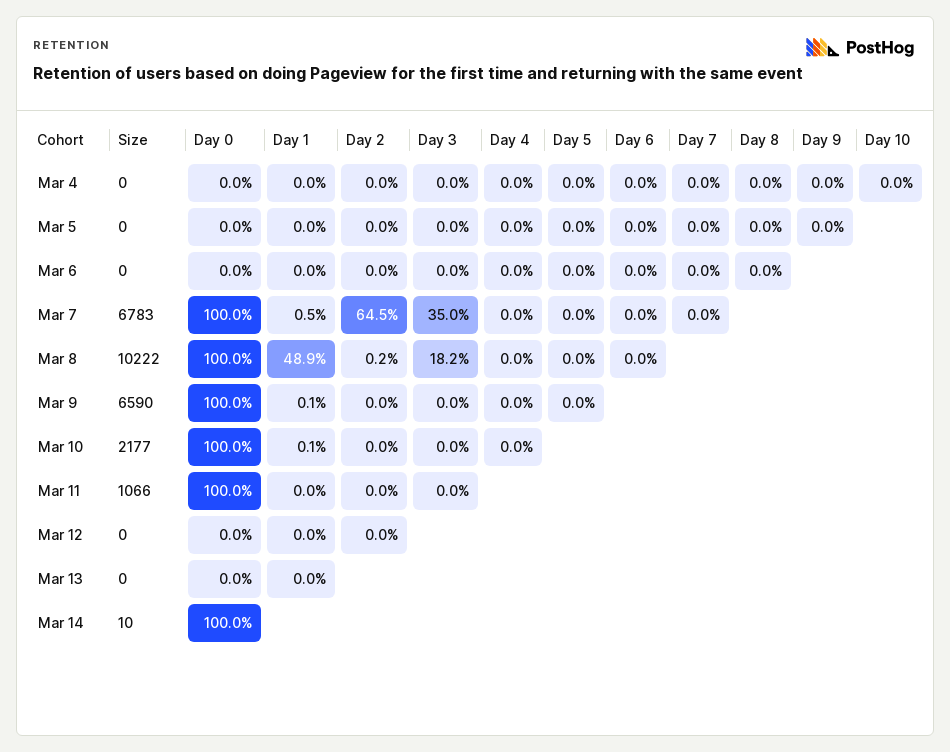 RETENTION
PostHog
Retention of users based on doing Pageview for the first time and returning with the same event
Cohort Size Day 0 Day 1 Day 2 Day 3 Day 4 Day 5 Day 6 Day 7 Day 8 Day 9 Day 10
Mar 4 0 0.0% 0.0% 0.0% 0.0% 0.0% 0.0% 0.0% 0.0% 0.0% 0.0% 0.0%
Mar 5 0 0.0% 0.0% 0.0% 0.0% 0.0% 0.0% 0.0% 0.0% 0.0% 0.0%
Mar 6 0 0.0% 0.0% 0.0% 0.0% 0.0% 0.0% 0.0% 0.0% 0.0%
Mar 7 6783 100.0% 0.5% 64.5% 35.0% 0.0% 0.0% 0.0% 0.0%
Mar 8 10222 100.0% 48.9% 0.2% 18.2% 0.0% 0.0% 0.0%
Mar 9 6590 100.0% 0.1% 0.0% 0.0% 0.0% 0.0%
Mar 10 2177 100.0% 0.1% 0.0% 0.0% 0.0%
Mar 11 1066 100.0% 0.0% 0.0% 0.0%
Mar 12 0 0.0% 0.0% 0.0%
Mar 13 0 0.0% 0.0%
Mar 14 10 100.0%